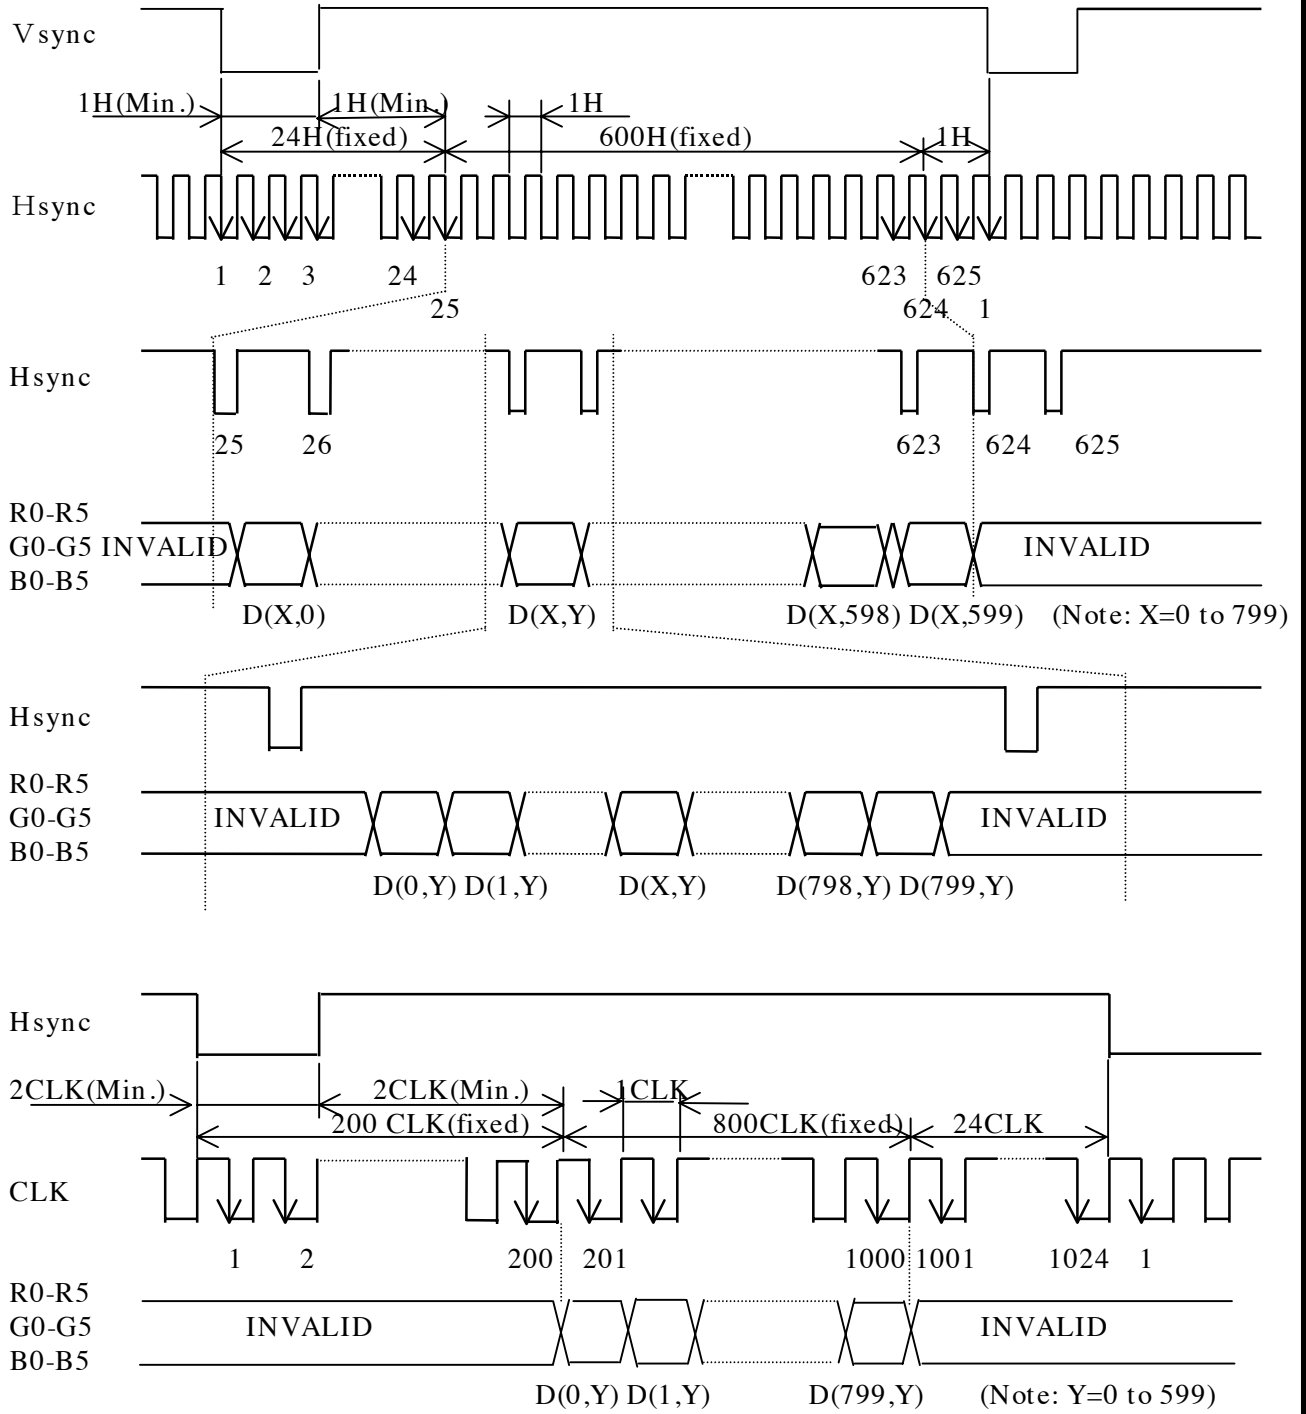 Vsync
1H(Min.) 1H(Min.) 1H
24H(fixed) 600H(fixed) 1H
Hsync
1 2 3 24 623 625
25 624 1
Hsync
25 26 623 624 625
R0-R5
G0-G5 INVALID INVALID
B0-B5
D(X,0) D(X,Y) D(X,598) D(X,599) (Note: X=0 to 799)
Hsync
R0-R5
G0-G5 INVALID INVALID
B0-B5
D(0,Y) D(1,Y) D(X,Y) D(798,Y) D(799,Y)
Hsync
2CLK(Min.) 2CLK(Min.) 1CLK
200 CLK(fixed) 800CLK(fixed) 24CLK
CLK
1 2 200 201 1000 1001 1024 1
R0-R5
G0-G5 INVALID INVALID
B0-B5
D(0,Y) D(1,Y) D(799,Y) (Note: Y=0 to 599)